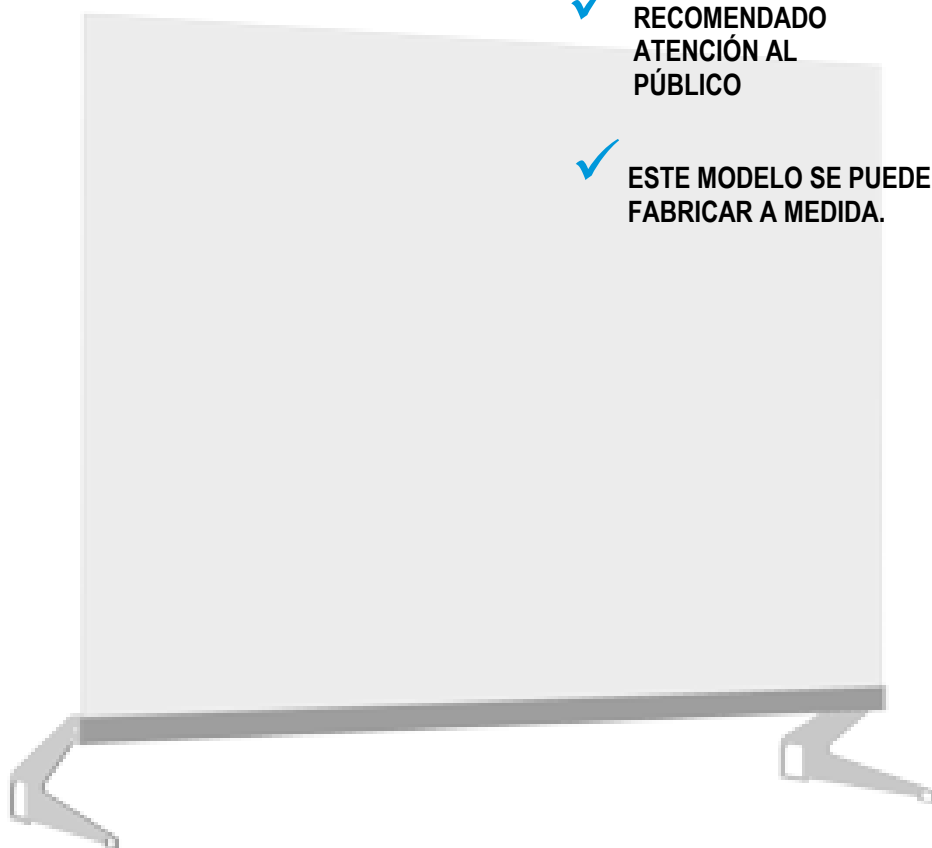 RECOMENDADO
ATENCIÓN AL
PÚBLICO
ESTE MODELO SE PUEDE
FABRICAR A MEDIDA.